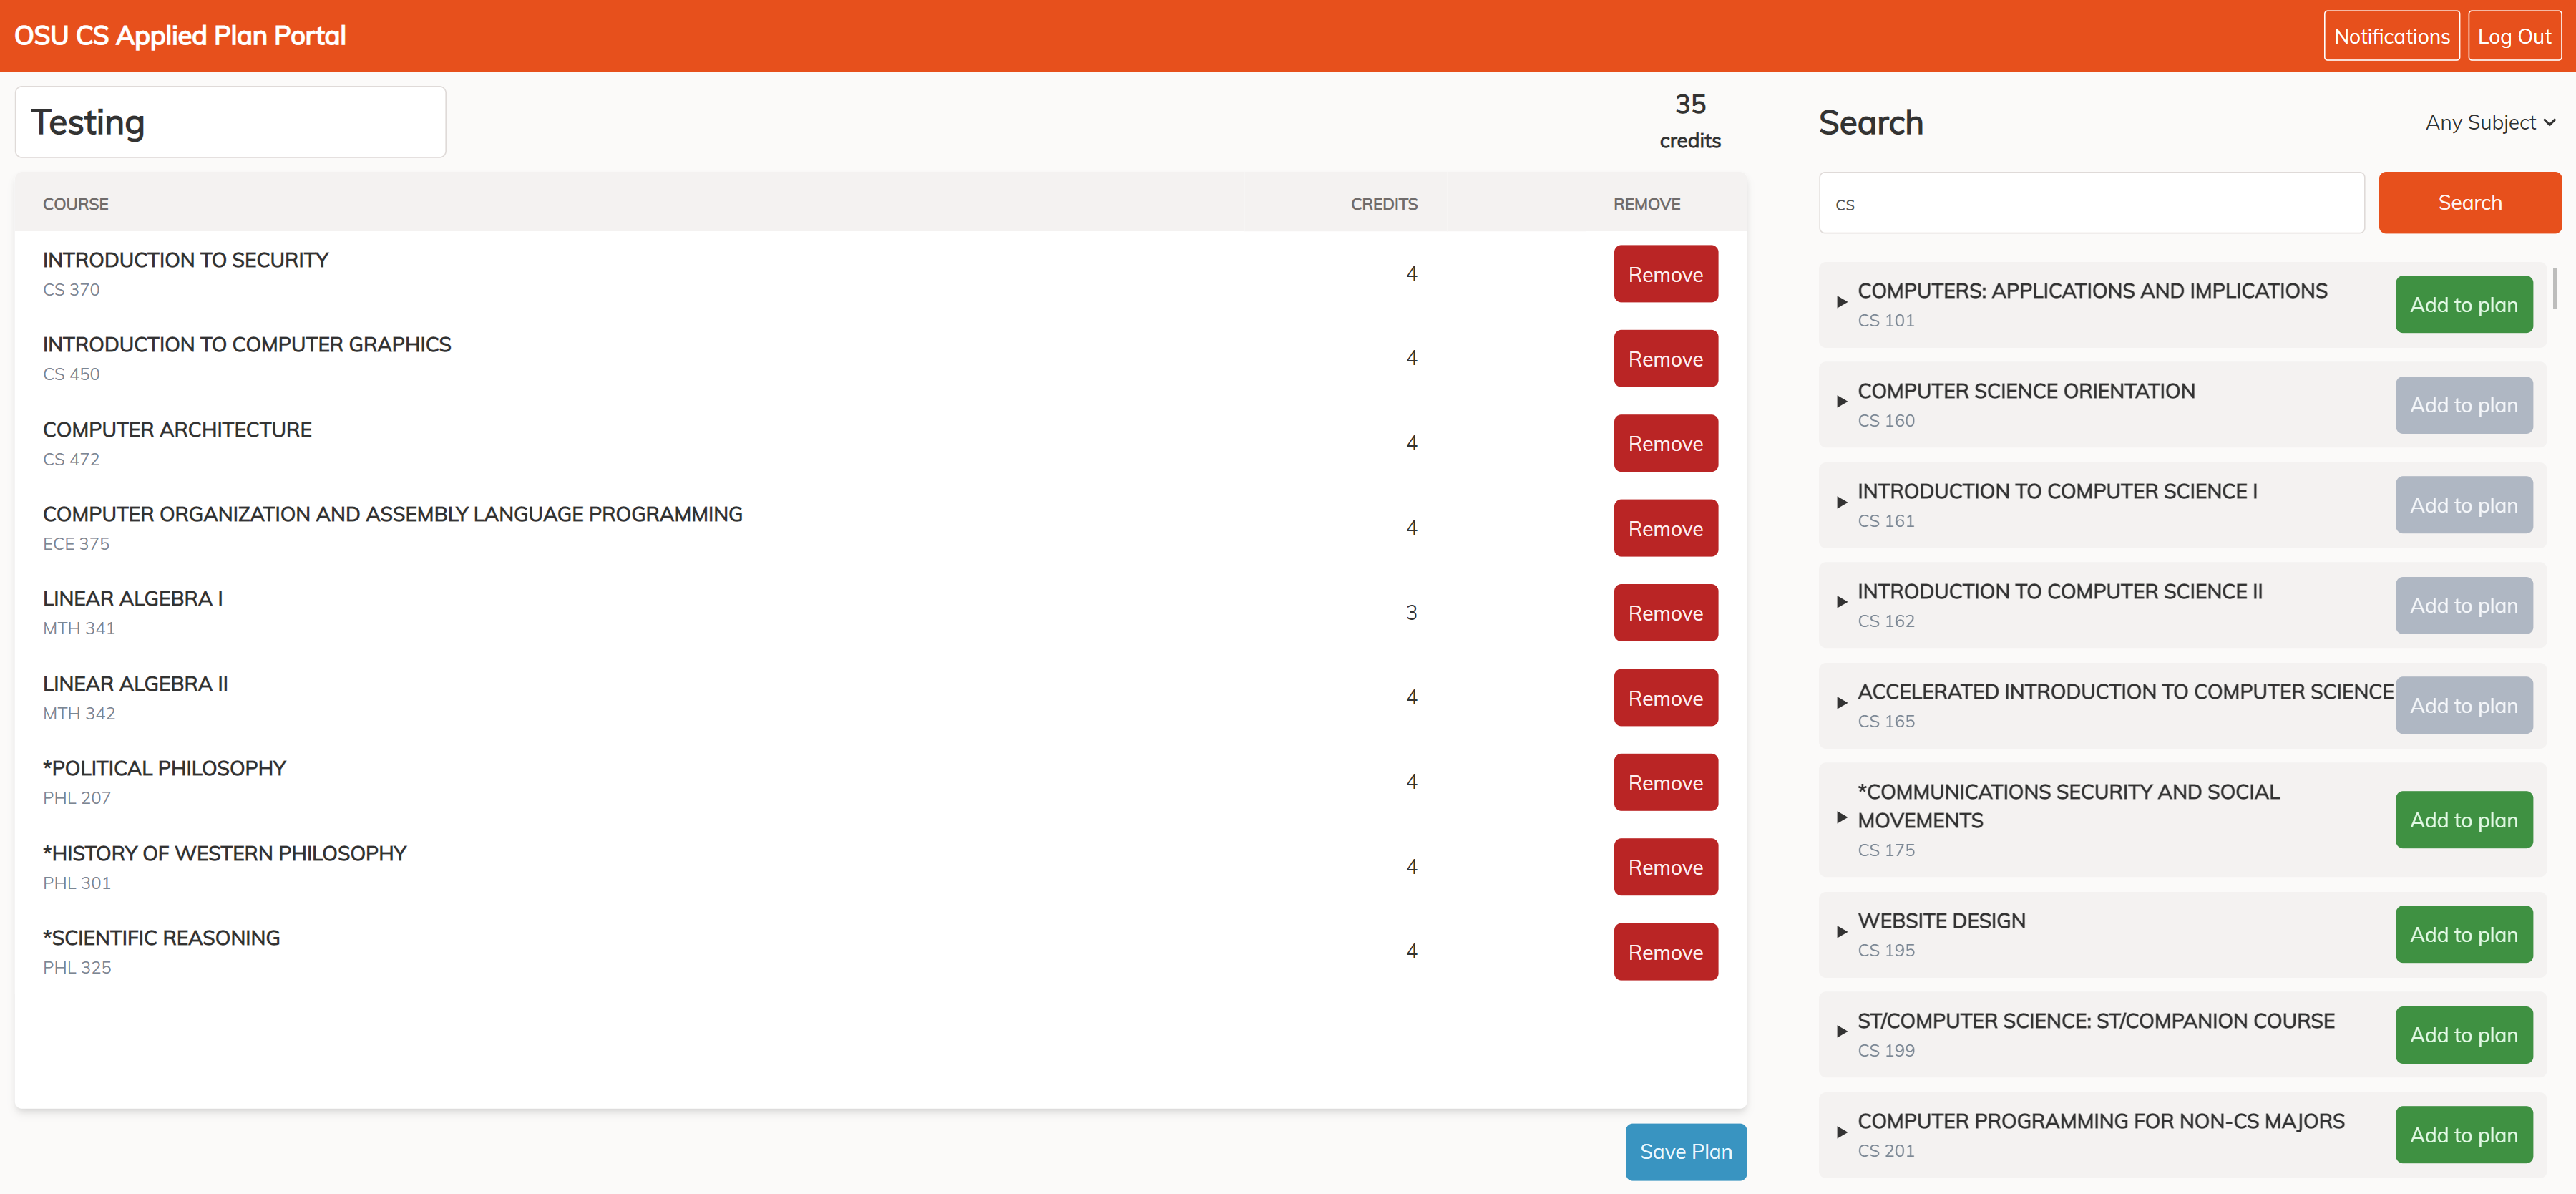 OSU CS Applied Plan Portal
Notifications
Log Out
Testing
35
credits
COURSE
CREDITS
REMOVE
INTRODUCTION TO SECURITY
CS 370
4
Remove
INTRODUCTION TO COMPUTER GRAPHICS
CS 450
4
Remove
COMPUTER ARCHITECTURE
CS 472
4
Remove
COMPUTER ORGANIZATION AND ASSEMBLY LANGUAGE PROGRAMMING
ECE 375
4
Remove
LINEAR ALGEBRA I
MTH 341
3
Remove
LINEAR ALGEBRA II
MTH 342
4
Remove
*POLITICAL PHILOSOPHY
PHL 207
4
Remove
*HISTORY OF WESTERN PHILOSOPHY
PHL 301
4
Remove
*SCIENTIFIC REASONING
PHL 325
4
Remove
Save Plan
Search
Any Subject
cs
Search
COMPUTERS: APPLICATIONS AND IMPLICATIONS
CS 101
Add to plan
COMPUTER SCIENCE ORIENTATION
CS 160
Add to plan
INTRODUCTION TO COMPUTER SCIENCE I
CS 161
Add to plan
INTRODUCTION TO COMPUTER SCIENCE II
CS 162
Add to plan
ACCELERATED INTRODUCTION TO COMPUTER SCIENCE
CS 165
Add to plan
*COMMUNICATIONS SECURITY AND SOCIAL
MOVEMENTS
CS 175
Add to plan
WEBSITE DESIGN
CS 195
Add to plan
ST/COMPUTER SCIENCE: ST/COMPANION COURSE
CS 199
Add to plan
COMPUTER PROGRAMMING FOR NON-CS MAJORS
CS 201
Add to plan